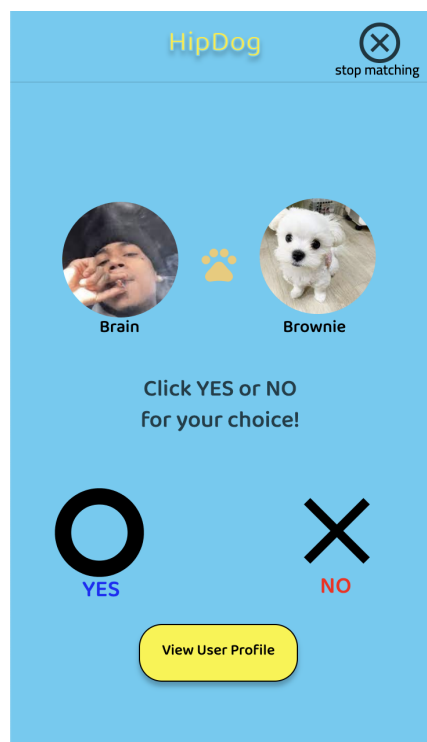 HipDog
stop matching
Brain
Brownie
Click YES or NO
for your choice!
YES
NO
View User Profile